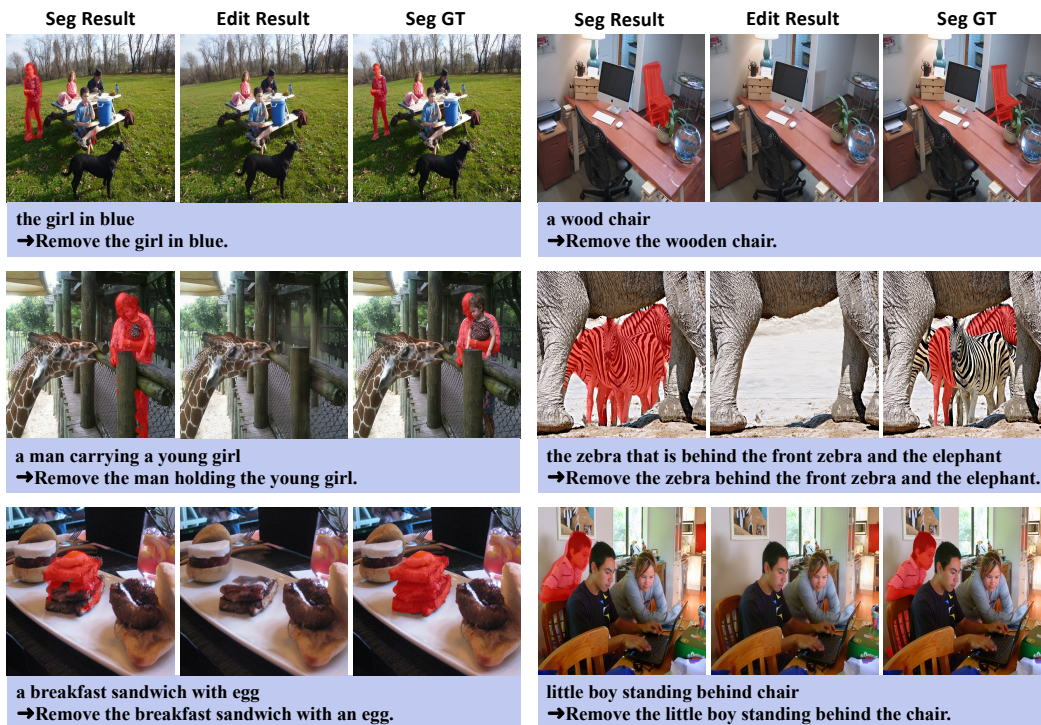 Seg Result Edit Result Seg GT
Seg Result Edit Result Seg GT
the girl in blue
➔Remove the girl in blue.
a wood chair
➔Remove the wooden chair.
a man carrying a young girl
➔Remove the man holding the young girl.
the zebra that is behind the front zebra and the elephant
➔Remove the zebra behind the front zebra and the elephant.
a breakfast sandwich with egg
➔Remove the breakfast sandwich with an egg.
little boy standing behind chair
➔Remove the little boy standing behind the chair.